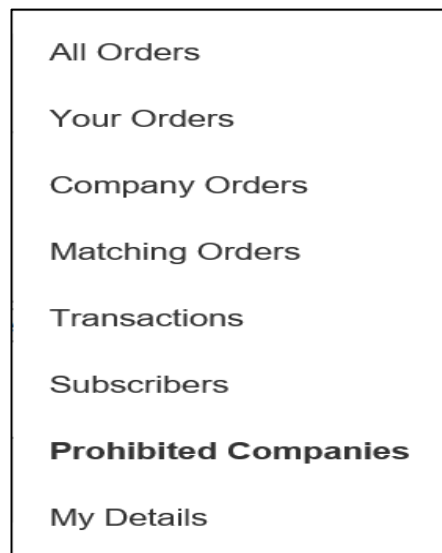 All Orders
Your Orders
Company Orders
Matching Orders
Transactions
Subscribers
Prohibited Companies
My Details